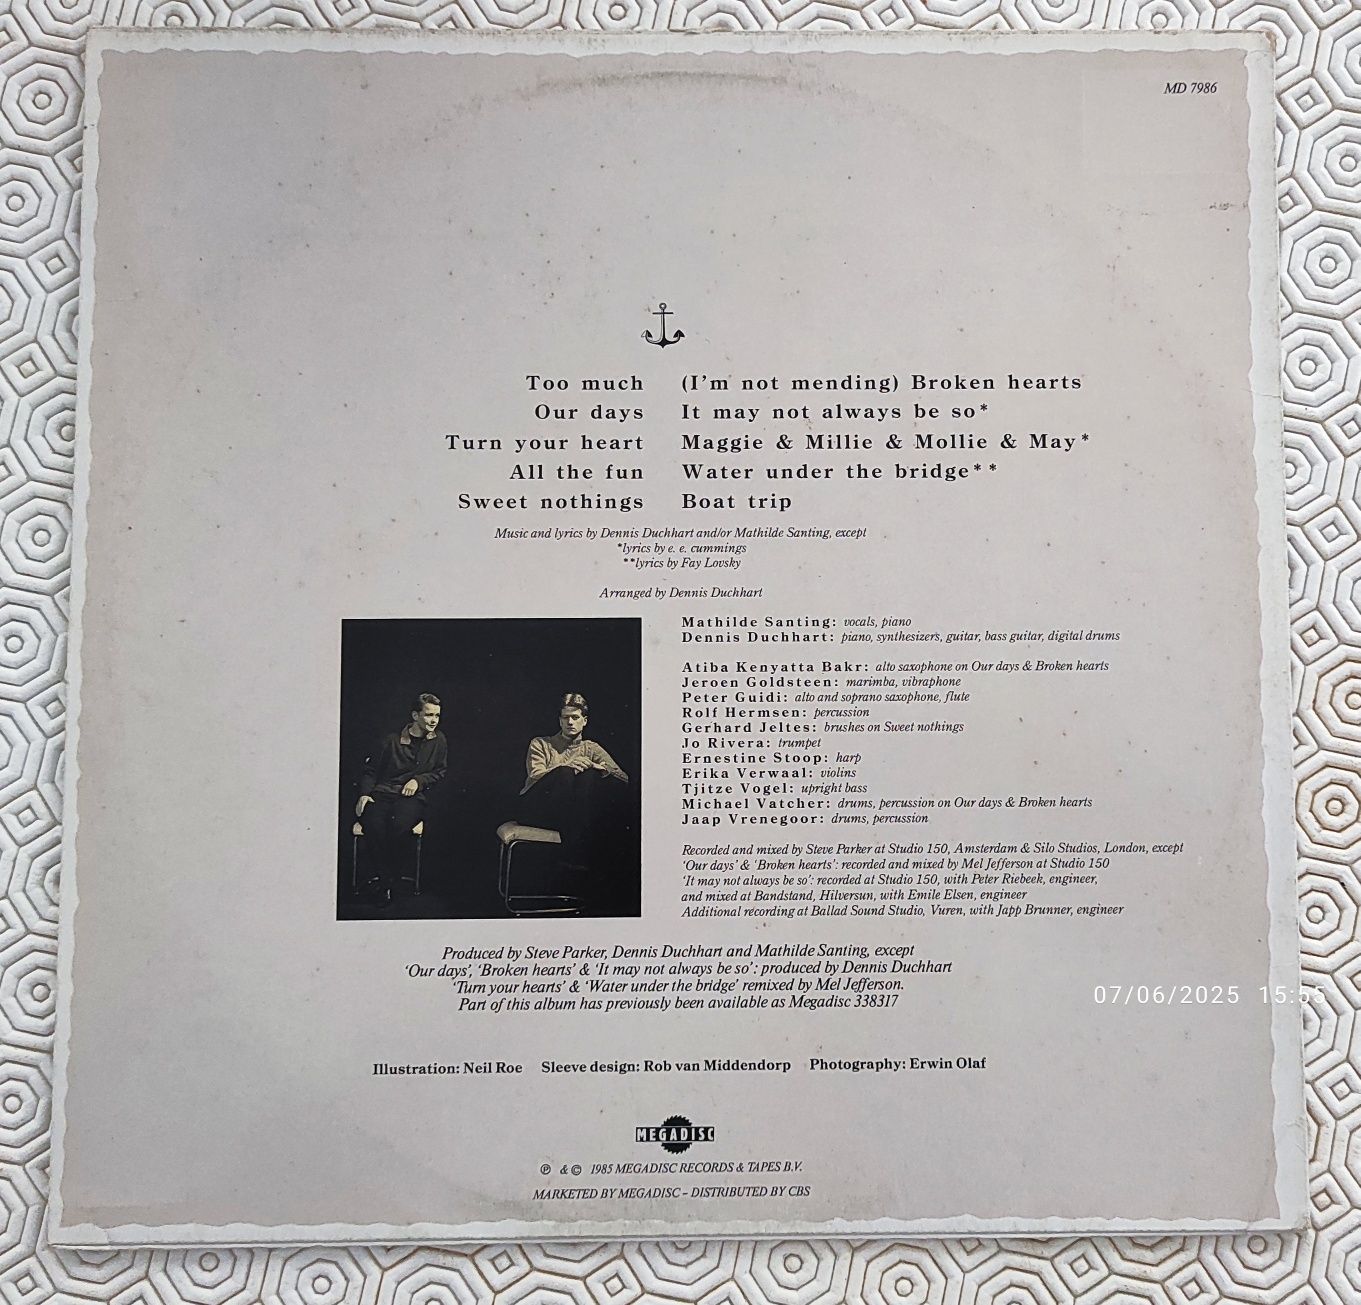 MD 7986
Too much
Our days
Turn your heart
All the fun
Sweet nothings
(I'm not mending) Broken hearts
It may not always be so*
Maggie & Millie & Mollie & May*
Water under the bridge**
Boat trip
Music and lyrics by Dennis Duchhart and/or Mathilde Santing, except
*lyrics by e. e. cummings
**lyrics by Fay Lovsky
Arranged by Dennis Duchhart
Mathilde Santing: vocals, piano
Dennis Duchhart: piano, synthesizers, guitar, bass guitar, digital drums
Atiba Kenyatta Bakr: alto saxophone on Our days & Broken hearts
Jeroen Goldsteen: marimba, vibraphone
Peter Guidi: alto and soprano saxophone, flute
Rolf Hermsen: percussion
Gerhard Jeltes: brushes on Sweet nothings
Jo Rivera: trumpet
Ernestine Stoop: harp
Erika Verwaal: violins
Tjitze Vogel: upright bass
Michael Vatcher: drums, percussion on Our days & Broken hearts
Jaap Vrenegoor: drums, percussion
Recorded and mixed by Steve Parker at Studio 150, Amsterdam & Silo Studios, London, except
'Our days' & 'Broken hearts': recorded and mixed by Mel Jefferson at Studio 150
'It may not always be so': recorded at Studio 150, with Peter Riebeek, engineer,
and mixed at Bandstand, Hilversun, with Emile Elsen, engineer
Additional recording at Ballad Sound Studio, Vuren, with Japp Brunner, engineer
Produced by Steve Parker, Dennis Duchhart and Mathilde Santing, except
'Our days', 'Broken hearts' & 'It may not always be so': produced by Dennis Duchhart
'Turn your hearts' & 'Water under the bridge' remixed by Mel Jefferson.
Part of this album has previously been available as Megadisc 338317
07/06/2025 15:55
Illustration: Neil Roe Sleeve design: Rob van Middendorp Photography: Erwin Olaf
MEGADISC
℗ & © 1985 MEGADISC RECORDS & TAPES B.V.
MARKETED BY MEGADISC – DISTRIBUTED BY CBS